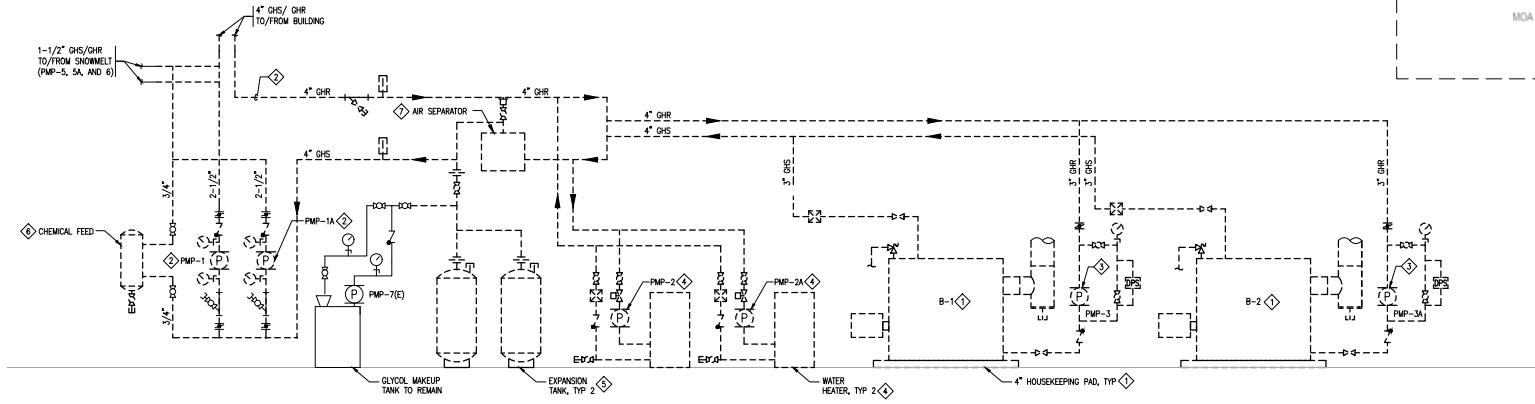 4" GHS/ GHR
TO/FROM BUILDING
1-1/2" GHS/GHR
TO/FROM SNOWMELT
(PMP-5, 5A, AND 6)
MOA
2
4" GHR
4" GHR
7 AIR SEPARATOR
4" GHR
4" GHS
4" GHS
3/4"
2-1/2"
2-1/2"
3" GHS
3" GHR
3" GHS
3" GHR
PMP-1A 2
6 CHEMICAL FEED
2 PMP-1
P
P
3/4"
P
PMP-7(E)
PMP-2 4
P
PMP-2A 4
P
B-1 1
3
P
PMP-3
DPS
B-2 1
3
P
PMP-3A
DPS
GLYCOL MAKEUP
TANK TO REMAIN
EXPANSION
TANK, TYP 2 5
WATER
HEATER, TYP 2 4
4" HOUSEKEEPING PAD, TYP 1